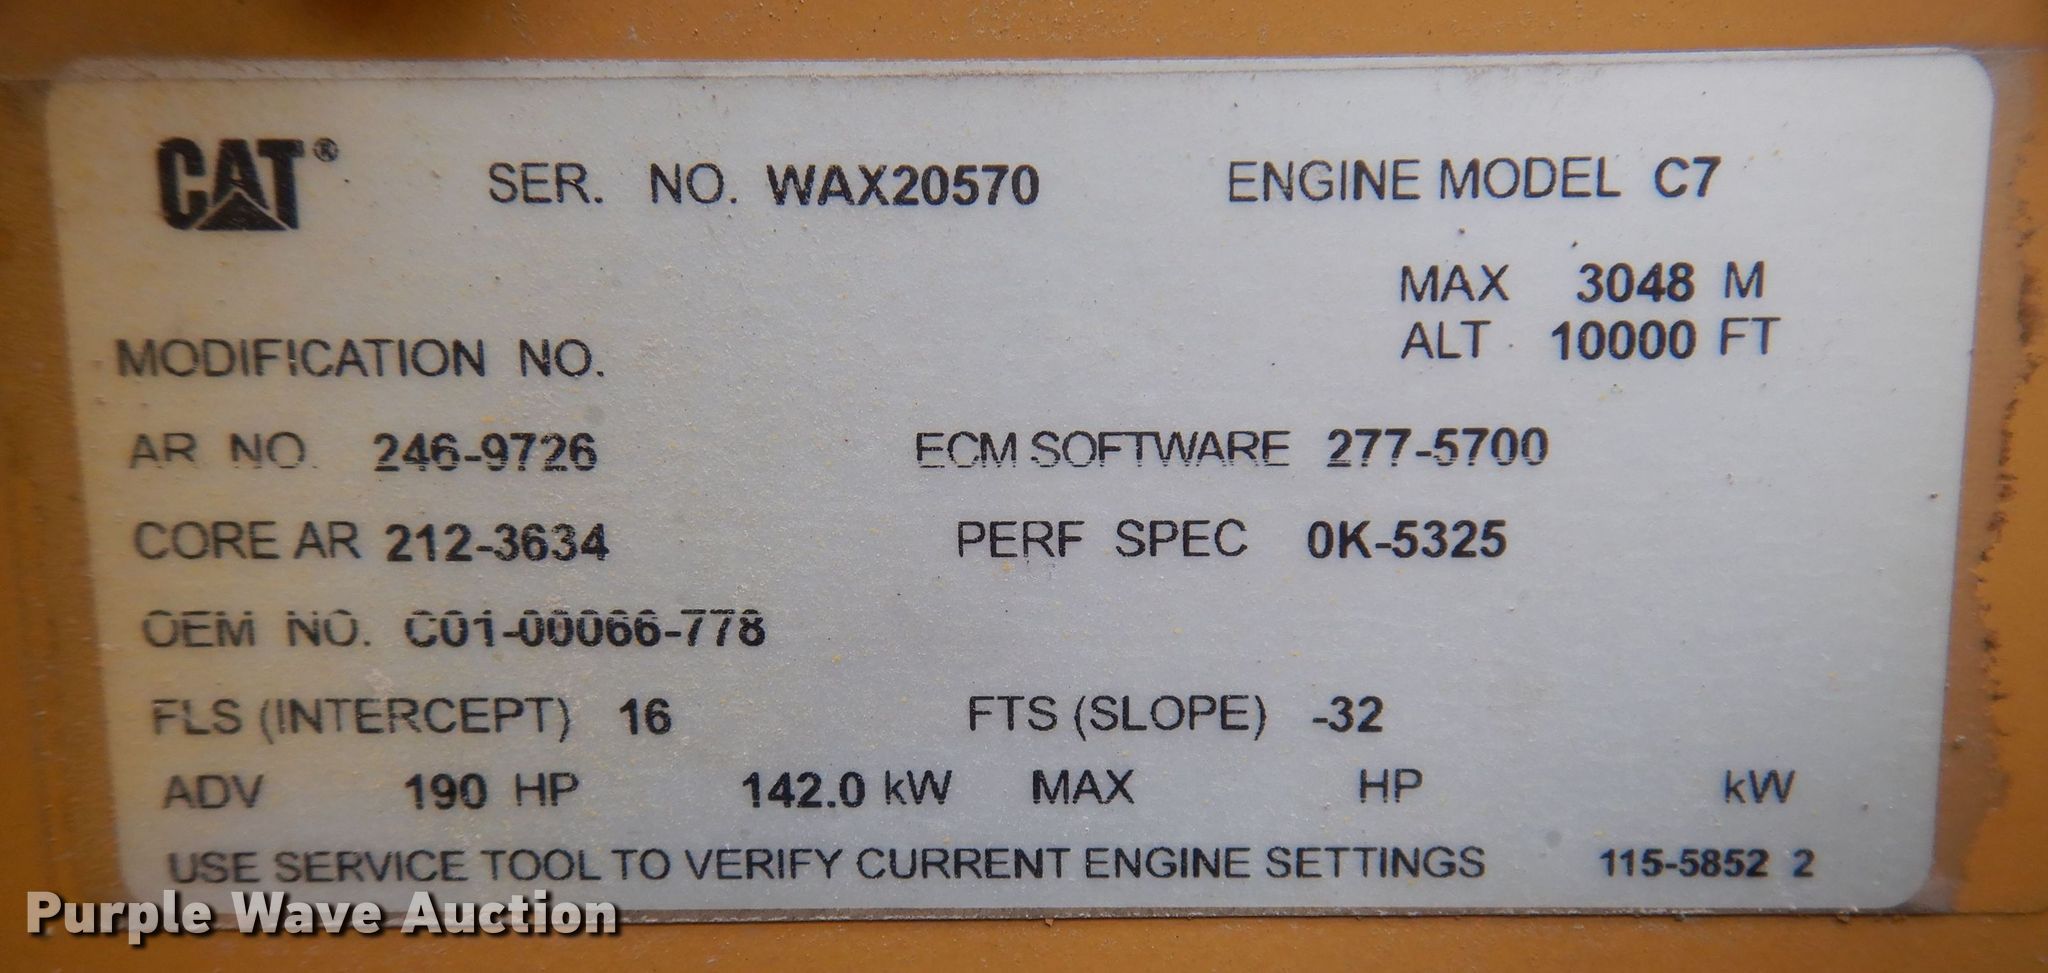 CAT® SER. NO. WAX20570 ENGINE MODEL C7
MAX 3048 M
ALT 10000 FT
MODIFICATION NO.
AR NO. 246-9726 ECM SOFTWARE 277-5700
CORE AR 212-3634 PERF SPEC 0K-5325
OEM NO. C01-00066-778
FLS (INTERCEPT) 16 FTS (SLOPE) -32
ADV 190 HP 142.0 kW MAX HP kW
USE SERVICE TOOL TO VERIFY CURRENT ENGINE SETTINGS 115-5852 2
Purple Wave Auction